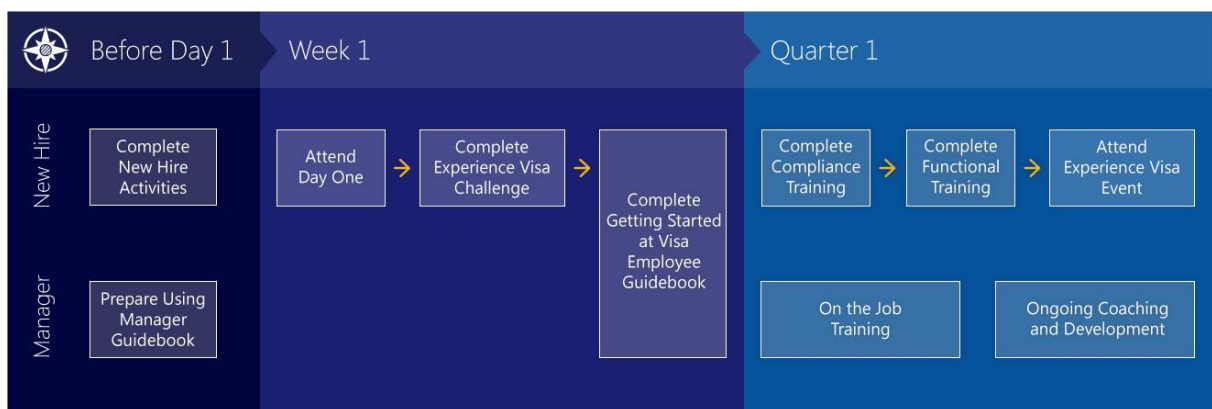 Before Day 1
Week 1
Quarter 1
New Hire
Complete
New Hire
Activities
Attend
Day One
Complete
Experience Visa
Challenge
Complete
Getting Started
at Visa
Employee
Guidebook
Complete
Compliance
Training
Complete
Functional
Training
Attend
Experience Visa
Event
Manager
Prepare Using
Manager
Guidebook
On the Job
Training
Ongoing Coaching
and Development